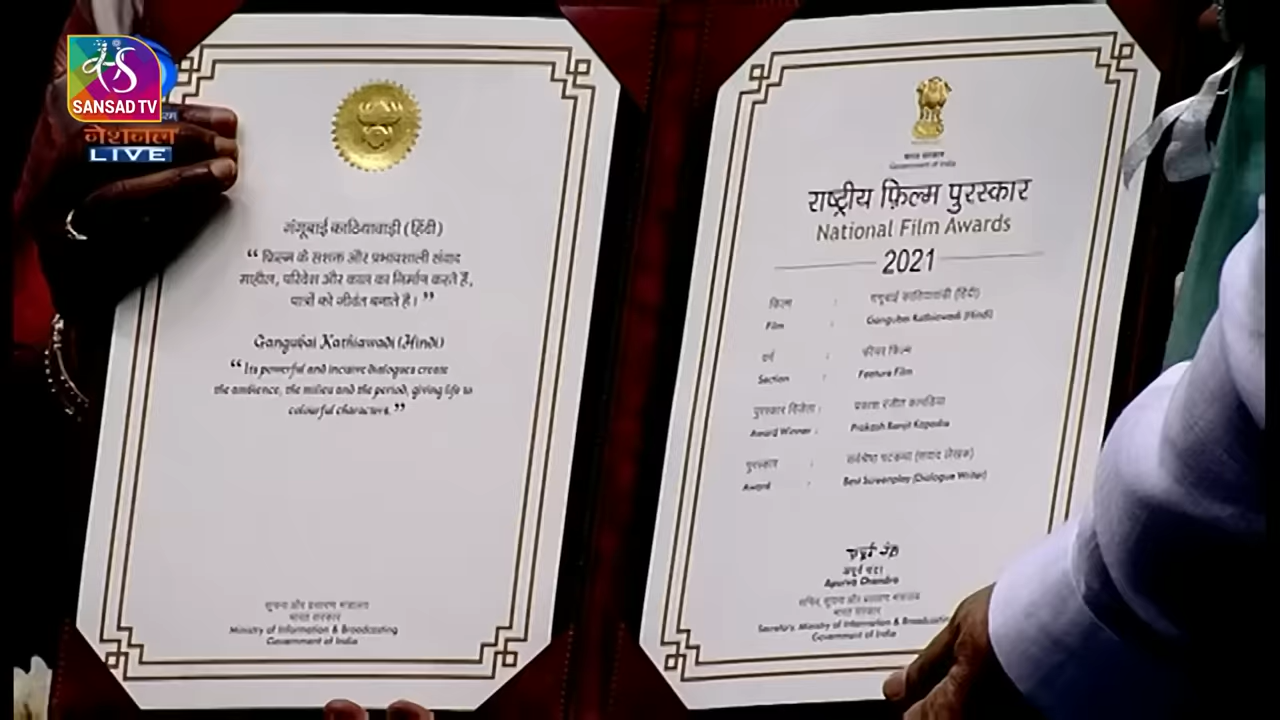 SANSAD TV
नेशनल
LIVE
गंगूबाई काठियावाड़ी (हिंदी)
“ फ़िल्म के सशक्त और प्रभावशाली संवाद
माहौल, परिवेश और काल का निर्माण करते हैं,
पात्रों को जीवंत बनाते हैं। ”
Gangubai Kathiawadi (Hindi)
“ Its powerful and incisive dialogues create
the ambience, the milieu and the period, giving life to
colourful characters. ”
सूचना और प्रसारण मंत्रालय
भारत सरकार
Ministry of Information & Broadcasting
Government of India
भारत सरकार
Government of India
राष्ट्रीय फ़िल्म पुरस्कार
National Film Awards
2021
फिल्म : गंगूबाई काठियावाड़ी (हिंदी)
Film : Gangubai Kathiawadi (Hindi)
वर्ग : फीचर फिल्म
Section : Feature Film
पुरस्कार विजेता : प्रकाश रंजीत कापड़िया
Award Winner : Prakash Ranjit Kapadia
पुरस्कार : सर्वश्रेष्ठ पटकथा (संवाद लेखक)
Award : Best Screenplay (Dialogue Writer)
अपूर्व चंद्रा
Apurva Chandra
सचिव, सूचना और प्रसारण मंत्रालय
भारत सरकार
Secretary, Ministry of Information & Broadcasting
Government of India